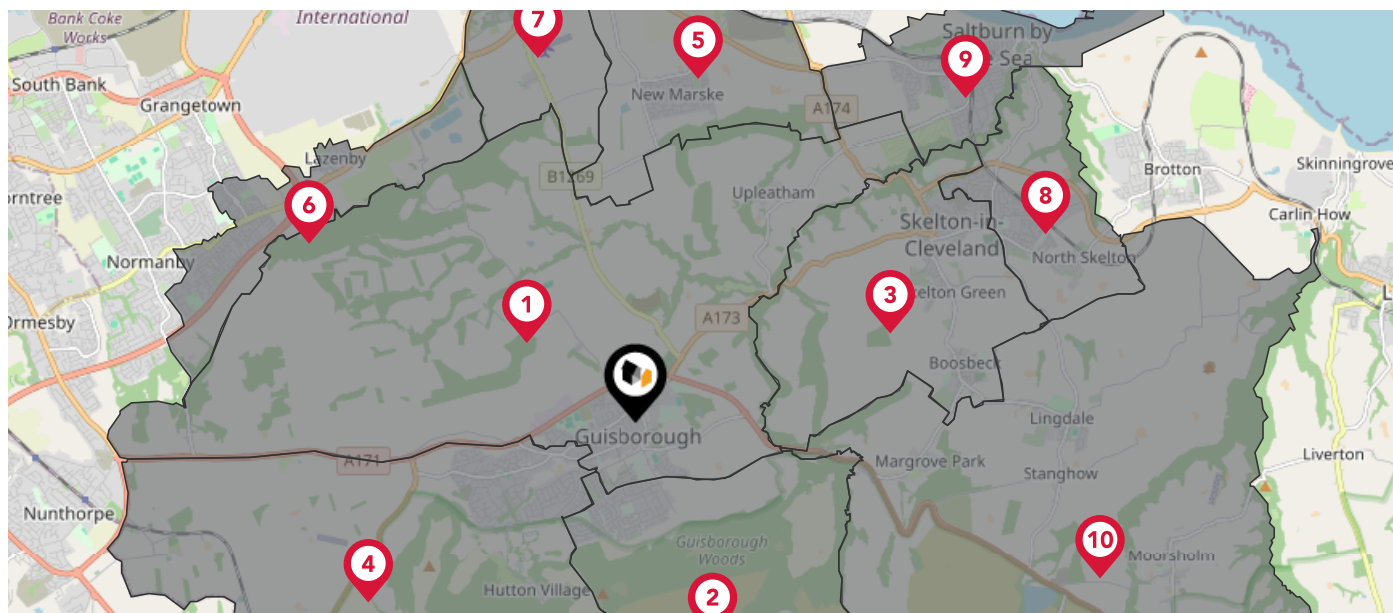 Bank Coke
Works
International
7
5
Saltburn by
e Sea
9
South Bank
Grangetown
New Marske
A174
Lazenby
B1269
Upleatham
Brotton
Skinningrove
orntree
6
8
Carlin How
Normanby
Skelton-in-
Cleveland
North Skelton
1
3
elton Green
Ormesby
A173
Boosbeck
Guisborough
Lingdale
A171
Margrove Park
Stanghow
Liverton
Nunthorpe
Guisborough
Woods
10
Moorsholm
4
Hutton Village
2